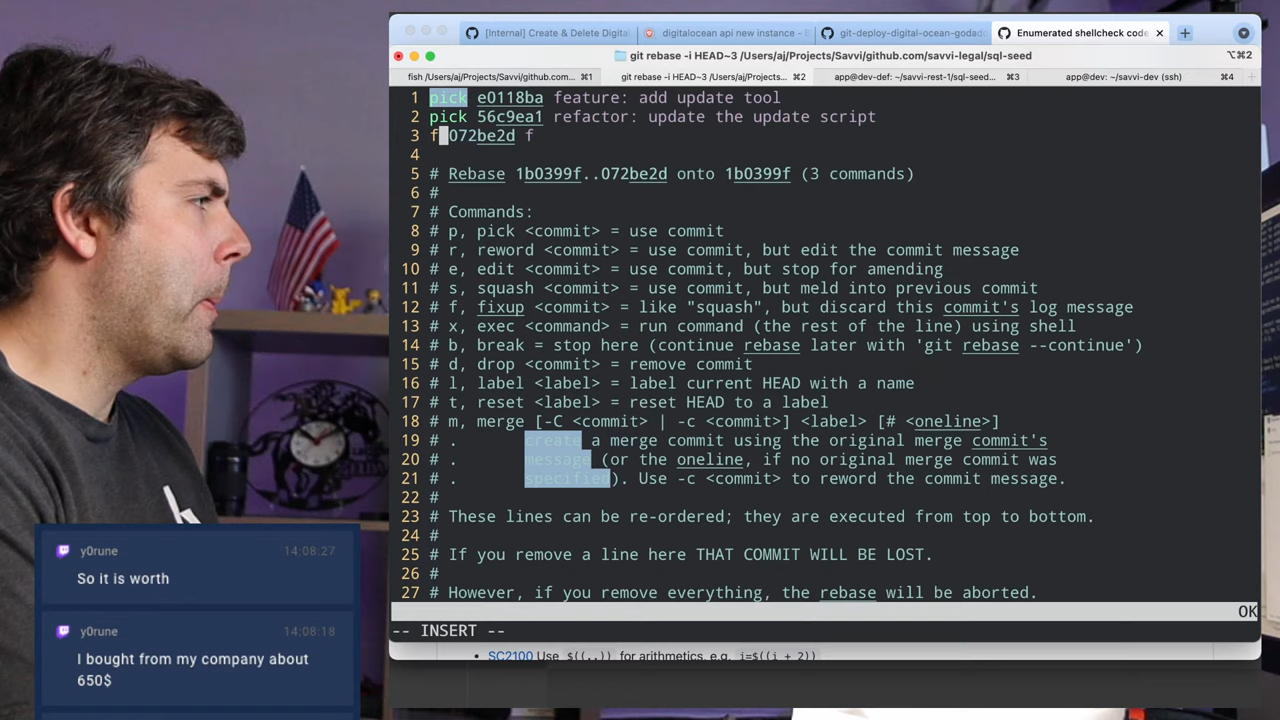 [Internal] Create & Delete Digital
digitalocean api new instance - B
git-deploy-digital-ocean-godadd
Enumerated shellcheck code
git rebase -i HEAD~3 /Users/aj/Projects/Savvi/github.com/savvi-legal/sql-seed
⌥⌘2
fish /Users/aj/Projects/Savvi/github.com... ⌘1
git rebase -i HEAD~3 /Users/aj/Projects... ⌘2
app@dev-def: ~/savvi-rest-1/sql-seed... ⌘3
app@dev: ~/savvi-dev (ssh) ⌘4
1 pick e0118ba feature: add update tool
2 pick 56c9ea1 refactor: update the update script
3 f 072be2d f
4
5 # Rebase 1b0399f..072be2d onto 1b0399f (3 commands)
6 #
7 # Commands:
8 # p, pick <commit> = use commit
9 # r, reword <commit> = use commit, but edit the commit message
10 # e, edit <commit> = use commit, but stop for amending
11 # s, squash <commit> = use commit, but meld into previous commit
12 # f, fixup <commit> = like "squash", but discard this commit's log message
13 # x, exec <command> = run command (the rest of the line) using shell
14 # b, break = stop here (continue rebase later with 'git rebase --continue')
15 # d, drop <commit> = remove commit
16 # l, label <label> = label current HEAD with a name
17 # t, reset <label> = reset HEAD to a label
18 # m, merge [-C <commit> | -c <commit>] <label> [# <oneline>]
19 # . create a merge commit using the original merge commit's
20 # . message (or the oneline, if no original merge commit was
21 # . specified). Use -c <commit> to reword the commit message.
22 #
23 # These lines can be re-ordered; they are executed from top to bottom.
24 #
25 # If you remove a line here THAT COMMIT WILL BE LOST.
26 #
27 # However, if you remove everything, the rebase will be aborted.
OK
-- INSERT --
SC2100 Use $((..)) for arithmetics, e.g. i=$((i + 2))
y0rune 14:08:27
So it is worth
y0rune 14:08:18
I bought from my company about
650$